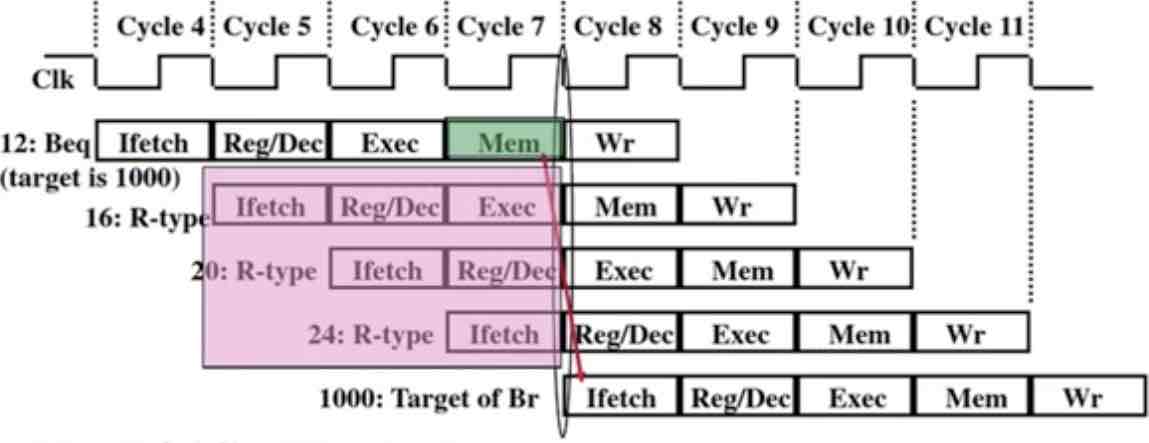 Cycle 4 Cycle 5 Cycle 6 Cycle 7 Cycle 8 Cycle 9 Cycle 10 Cycle 11
Clk
12: Beq Ifetch Reg/Dec Exec Mem Wr
(target is 1000)
16: R-type Ifetch Reg/Dec Exec Mem Wr
20: R-type Ifetch Reg/Dec Exec Mem Wr
24: R-type Ifetch Reg/Dec Exec Mem Wr
1000: Target of Br Ifetch Reg/Dec Exec Mem Wr